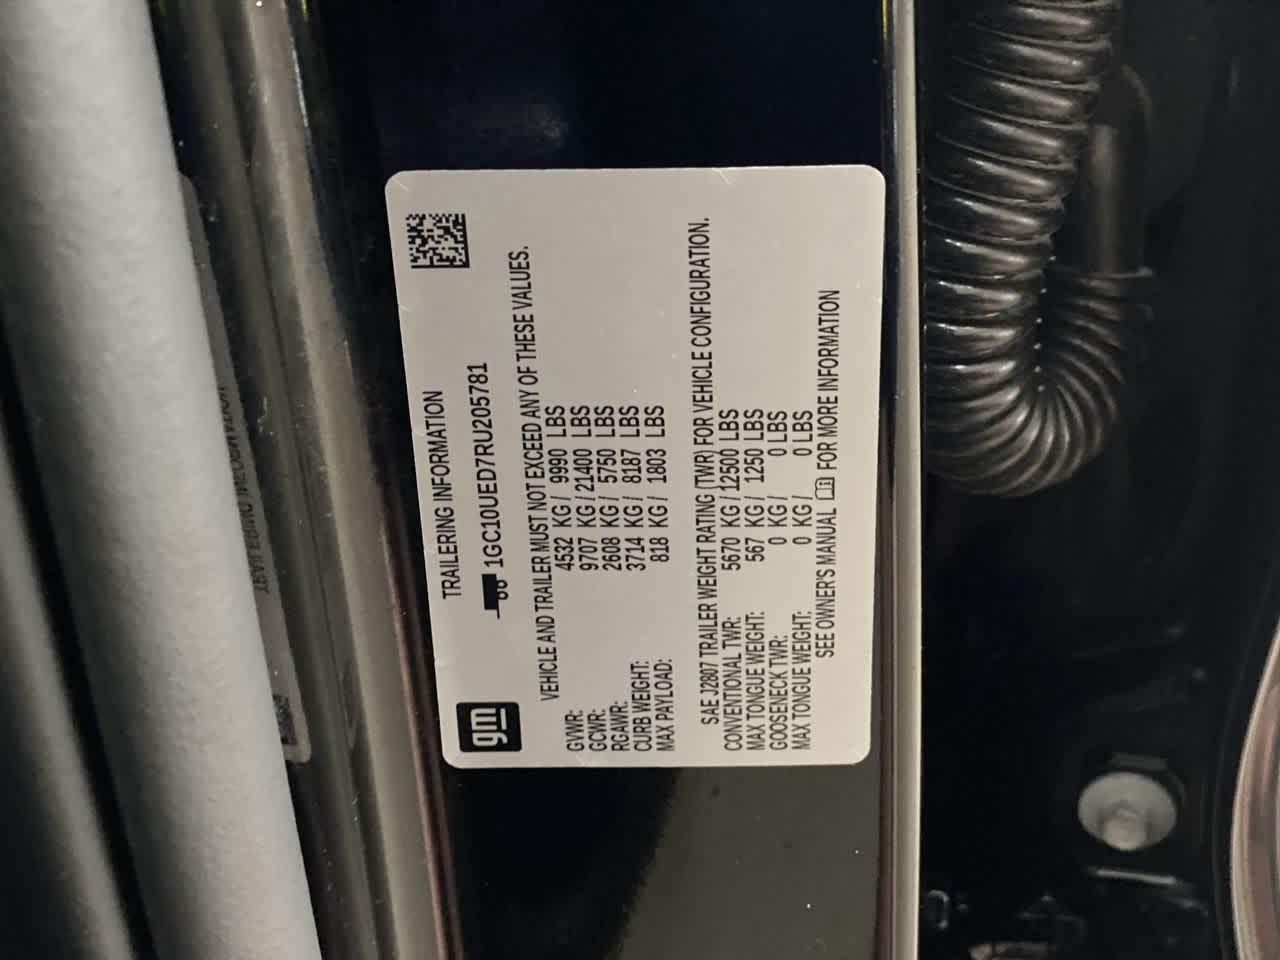 TRAILERING INFORMATION
gm
1GC10UED7RU205781
VEHICLE AND TRAILER MUST NOT EXCEED ANY OF THESE VALUES.
GVWR: 4532 KG / 9990 LBS
GCWR: 9707 KG / 21400 LBS
RGAWR: 2608 KG / 5750 LBS
CURB WEIGHT: 3714 KG / 8187 LBS
MAX PAYLOAD: 818 KG / 1803 LBS
SAE J2807 TRAILER WEIGHT RATING (TWR) FOR VEHICLE CONFIGURATION.
CONVENTIONAL TWR: 5670 KG / 12500 LBS
MAX TONGUE WEIGHT: 567 KG / 1250 LBS
GOOSENECK TWR: 0 KG / 0 LBS
MAX TONGUE WEIGHT: 0 KG / 0 LBS
SEE OWNER'S MANUAL FOR MORE INFORMATION